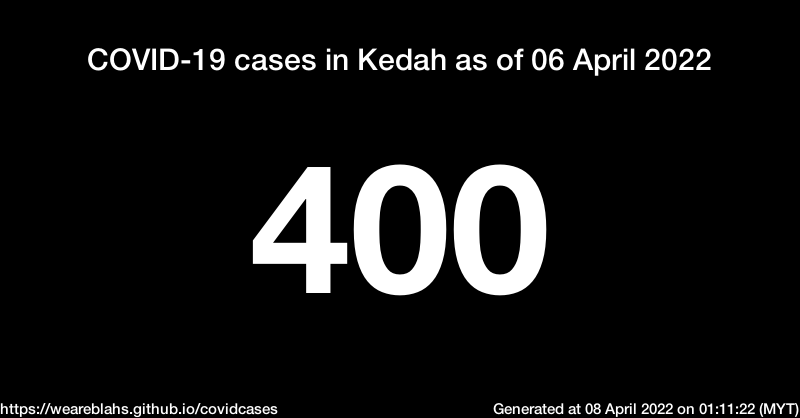 COVID-19 cases in Kedah as of 06 April 2022
400
https://weareblahs.github.io/covidcases
Generated at 08 April 2022 on 01:11:22 (MYT)